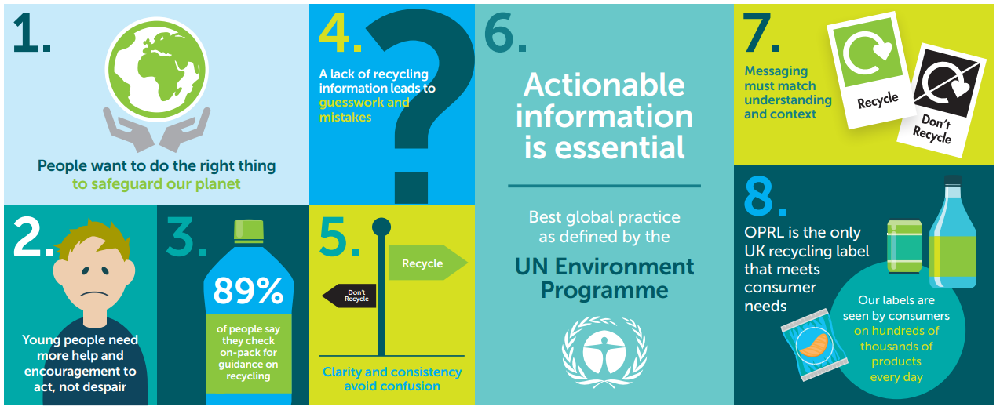 1.
People want to do the right thing
to safeguard our planet
2.
Young people need
more help and
encouragement to
act, not despair
3.
89%
of people say
they check
on-pack for
guidance on
recycling
4.
A lack of recycling
information leads to
guesswork and
mistakes
5.
Recycle
Don't
Recycle
Clarity and consistency
avoid confusion
6.
Actionable
information
is essential
Best global practice
as defined by the
UN Environment
Programme
7.
Messaging
must match
understanding
and context
Recycle
Don't
Recycle
8.
OPRL is the only
UK recycling label
that meets
consumer
needs
Our labels are
seen by consumers
on hundreds of
thousands of
products
every day